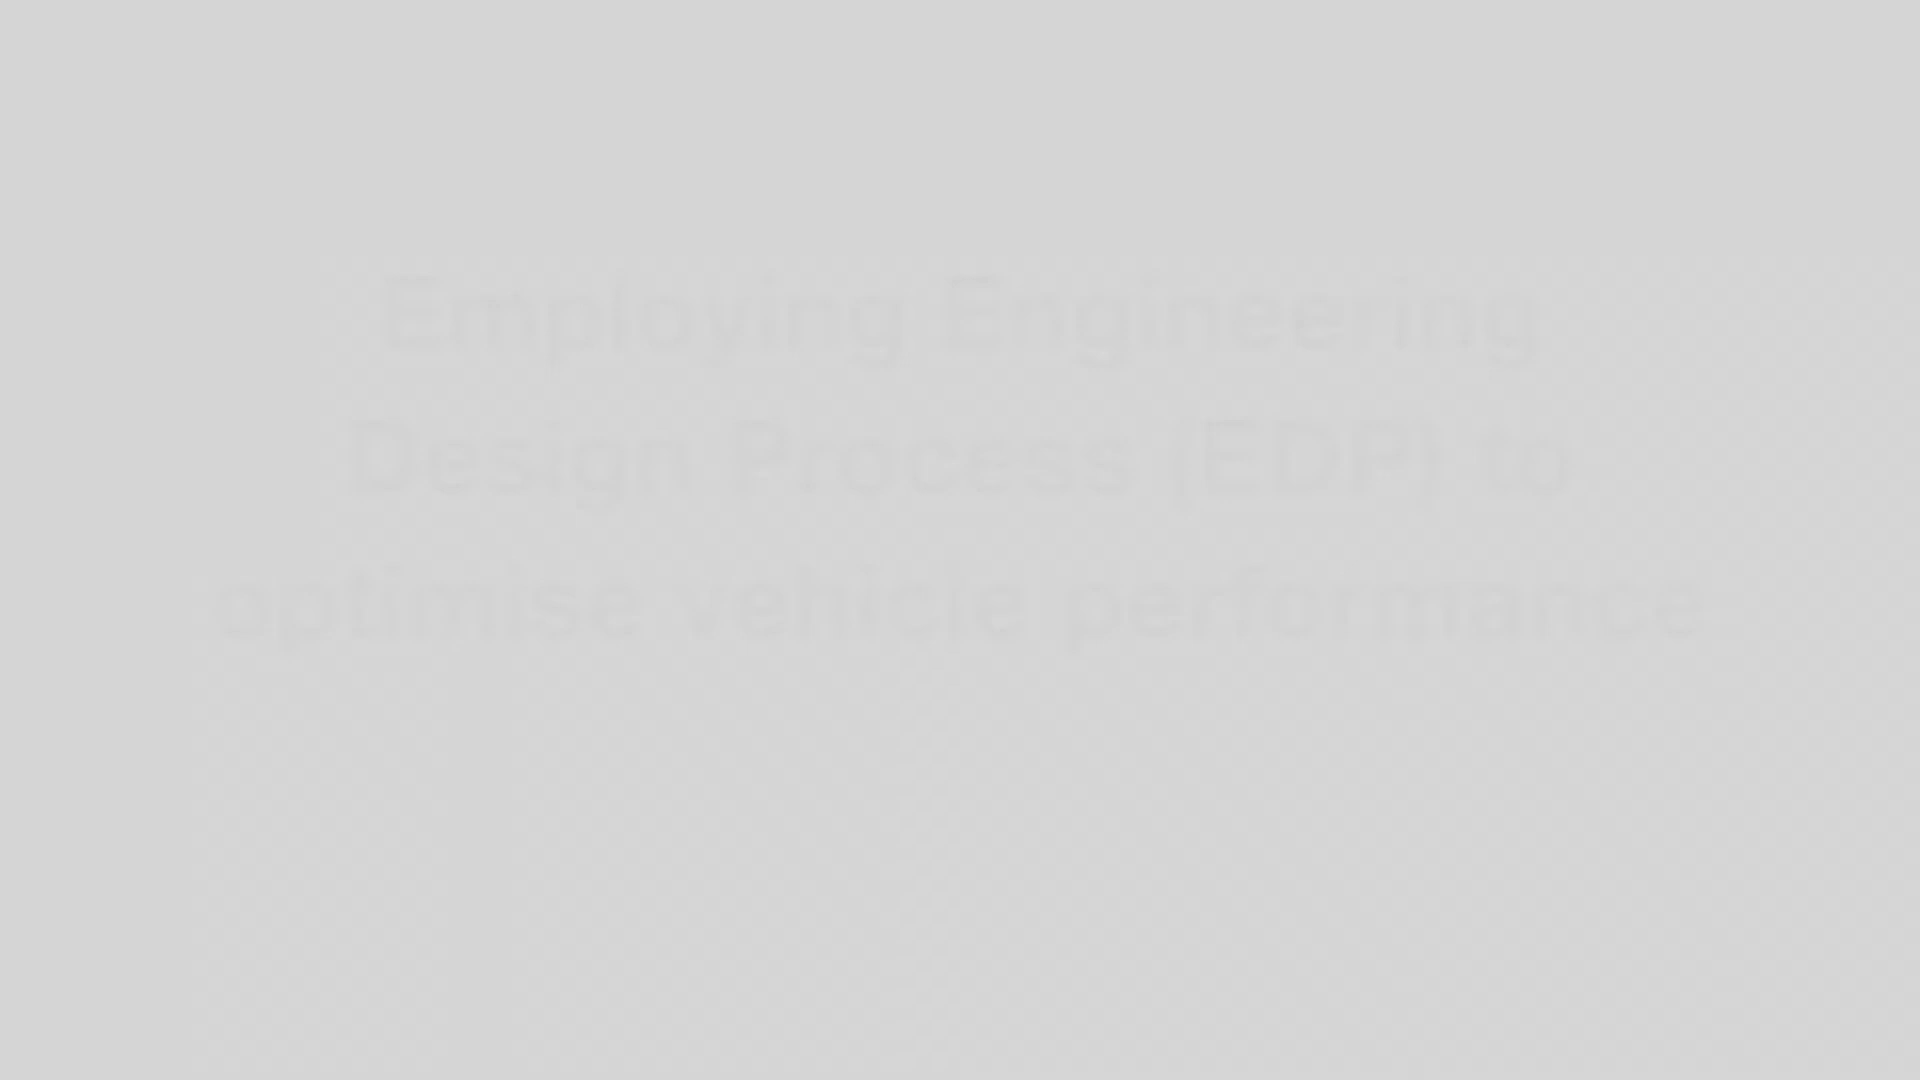 Employing Engineering
Design Process (EDP) to
optimise vehicle performance